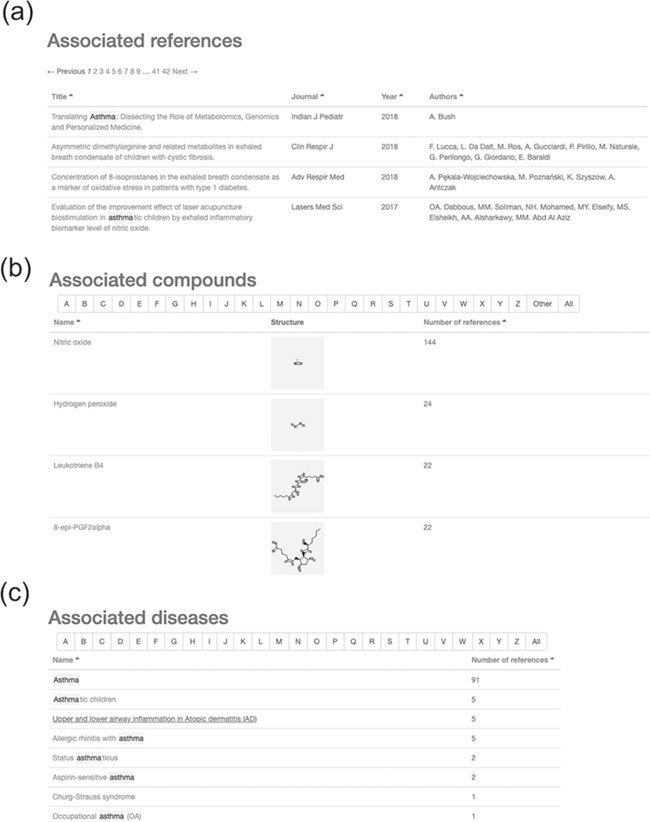 (a)
Associated references
← Previous 1 2 3 4 5 6 7 8 9 ... 41 42 Next →
Title Journal Year Authors
Translating Asthma: Dissecting the Role of Metabolomics, Genomics and Personalized Medicine. Indian J Pediatr 2018 A. Bush
Asymmetric dimethylarginine and related metabolites in exhaled breath condensate of children with cystic fibrosis. Clin Respir J 2018 F. Lucca, L. Da Dalt, M. Ros, A. Gucciardi, P. Pirillo, M. Naturale, G. Perilongo, G. Giordano, E. Baraldi
Concentration of 8-isoprostanes in the exhaled breath condensate as a marker of oxidative stress in patients with type 1 diabetes. Adv Respir Med 2018 A. Pękala-Wojciechowska, M. Poznański, K. Szyszow, A. Antczak
Evaluation of the improvement effect of laser acupuncture biostimulation in asthmatic children by exhaled inflammatory biomarker level of nitric oxide. Lasers Med Sci 2017 OA. Dabbous, MM. Soliman, NH. Mohamed, MY. Elseify, MS. Elsheikh, AA. Alsharkawy, MM. Abd Al Aziz
(b)
Associated compounds
A B C D E F G H I J K L M N O P Q R S T U V W X Y Z Other All
Name Structure Number of references
Nitric oxide 144
Hydrogen peroxide 24
Leukotriene B4 22
8-epi-PGF2alpha 22
(c)
Associated diseases
A B C D E F G H I J K L M N O P Q R S T U V W X Y Z All
Name Number of references
Asthma 91
Asthmatic children 5
Upper and lower airway inflammation in Atopic dermatitis (AD) 5
Allergic rhinitis with asthma 5
Status asthmaticus 2
Aspirin-sensitive asthma 2
Churg-Strauss syndrome 1
Occupational asthma (OA) 1